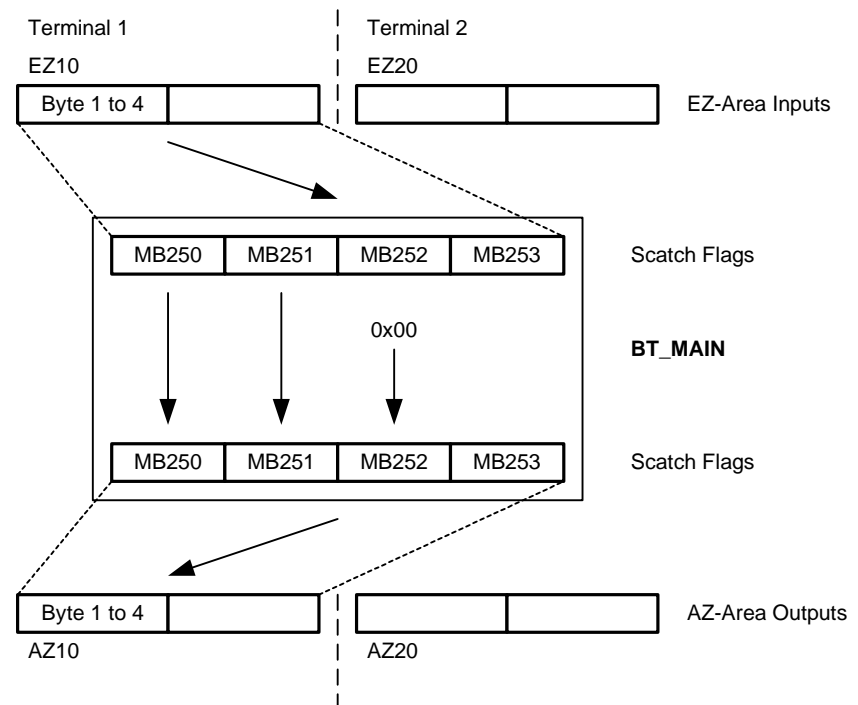 Terminal 1
Terminal 2
EZ10
EZ20
Byte 1 to 4
EZ-Area Inputs
MB250 MB251 MB252 MB253
Scatch Flags
0x00
BT_MAIN
MB250 MB251 MB252 MB253
Scatch Flags
Byte 1 to 4
AZ-Area Outputs
AZ10
AZ20